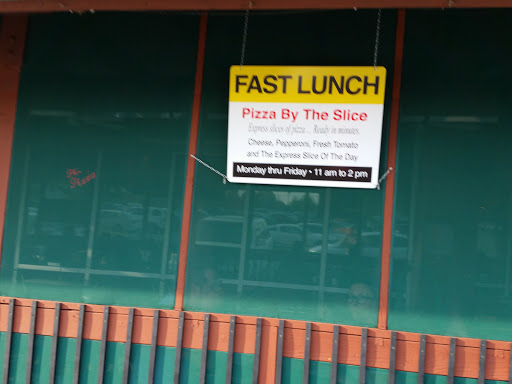 FAST LUNCH
Pizza By The Slice
Express slices of pizza... Ready in minutes.
Cheese, Pepperoni, Fresh Tomato
and The Express Slice Of The Day
Monday thru Friday • 11 am to 2 pm